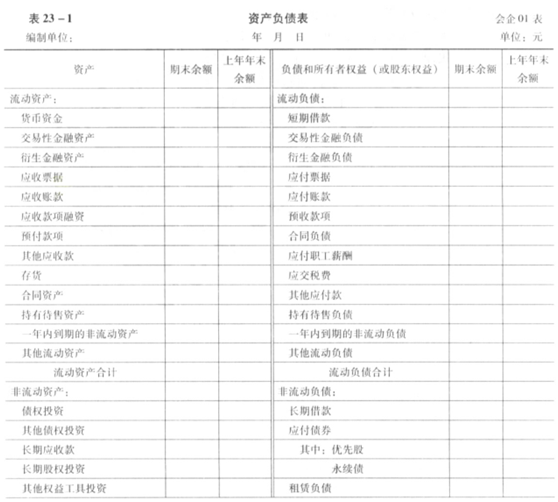 表 23-1 资产负债表 会企 01 表
编制单位： 年 月 日 单位：元
资产 期末余额 上年年末余额 负债和所有者权益（或股东权益） 期末余额 上年年末余额
流动资产： 流动负债：
货币资金 短期借款
交易性金融资产 交易性金融负债
衍生金融资产 衍生金融负债
应收票据 应付票据
应收账款 应付账款
应收款项融资 预收款项
预付款项 合同负债
其他应收款 应付职工薪酬
存货 应交税费
合同资产 其他应付款
持有待售资产 持有待售负债
一年内到期的非流动资产 一年内到期的非流动负债
其他流动资产 其他流动负债
流动资产合计 流动负债合计
非流动资产： 非流动负债：
债权投资 长期借款
其他债权投资 应付债券
长期应收款 其中：优先股
长期股权投资 永续债
其他权益工具投资 租赁负债